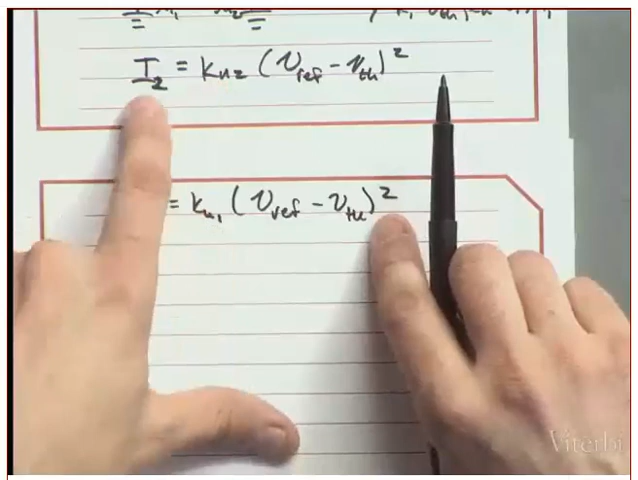 I₂ = Kn2 (Vref − Vth)²
= Kn1 (Vref − Vth)²
Viterbi